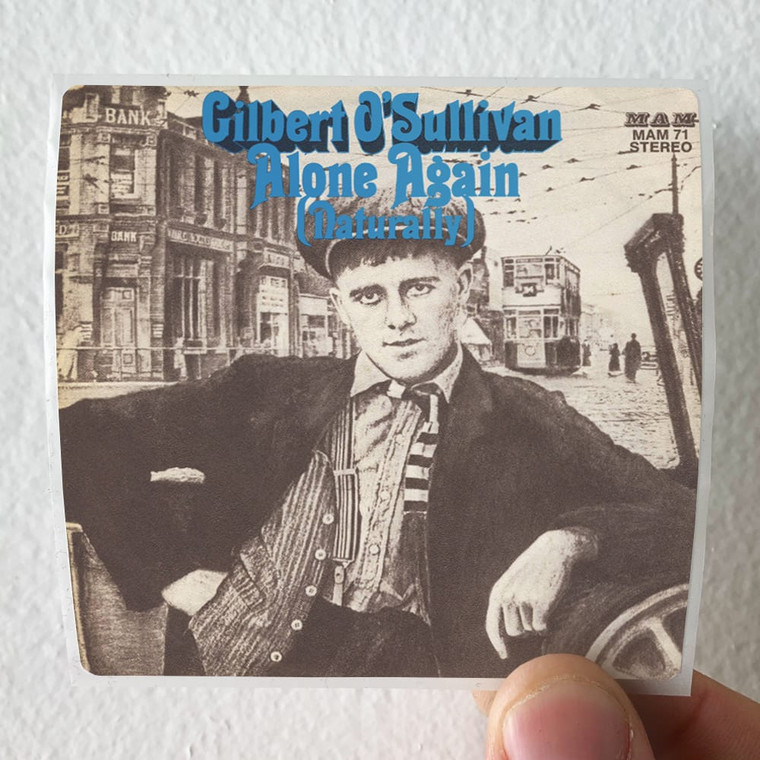 Gilbert O'Sullivan
Alone Again
(Naturally)
MAM
MAM 71
STEREO
BANK
BANK